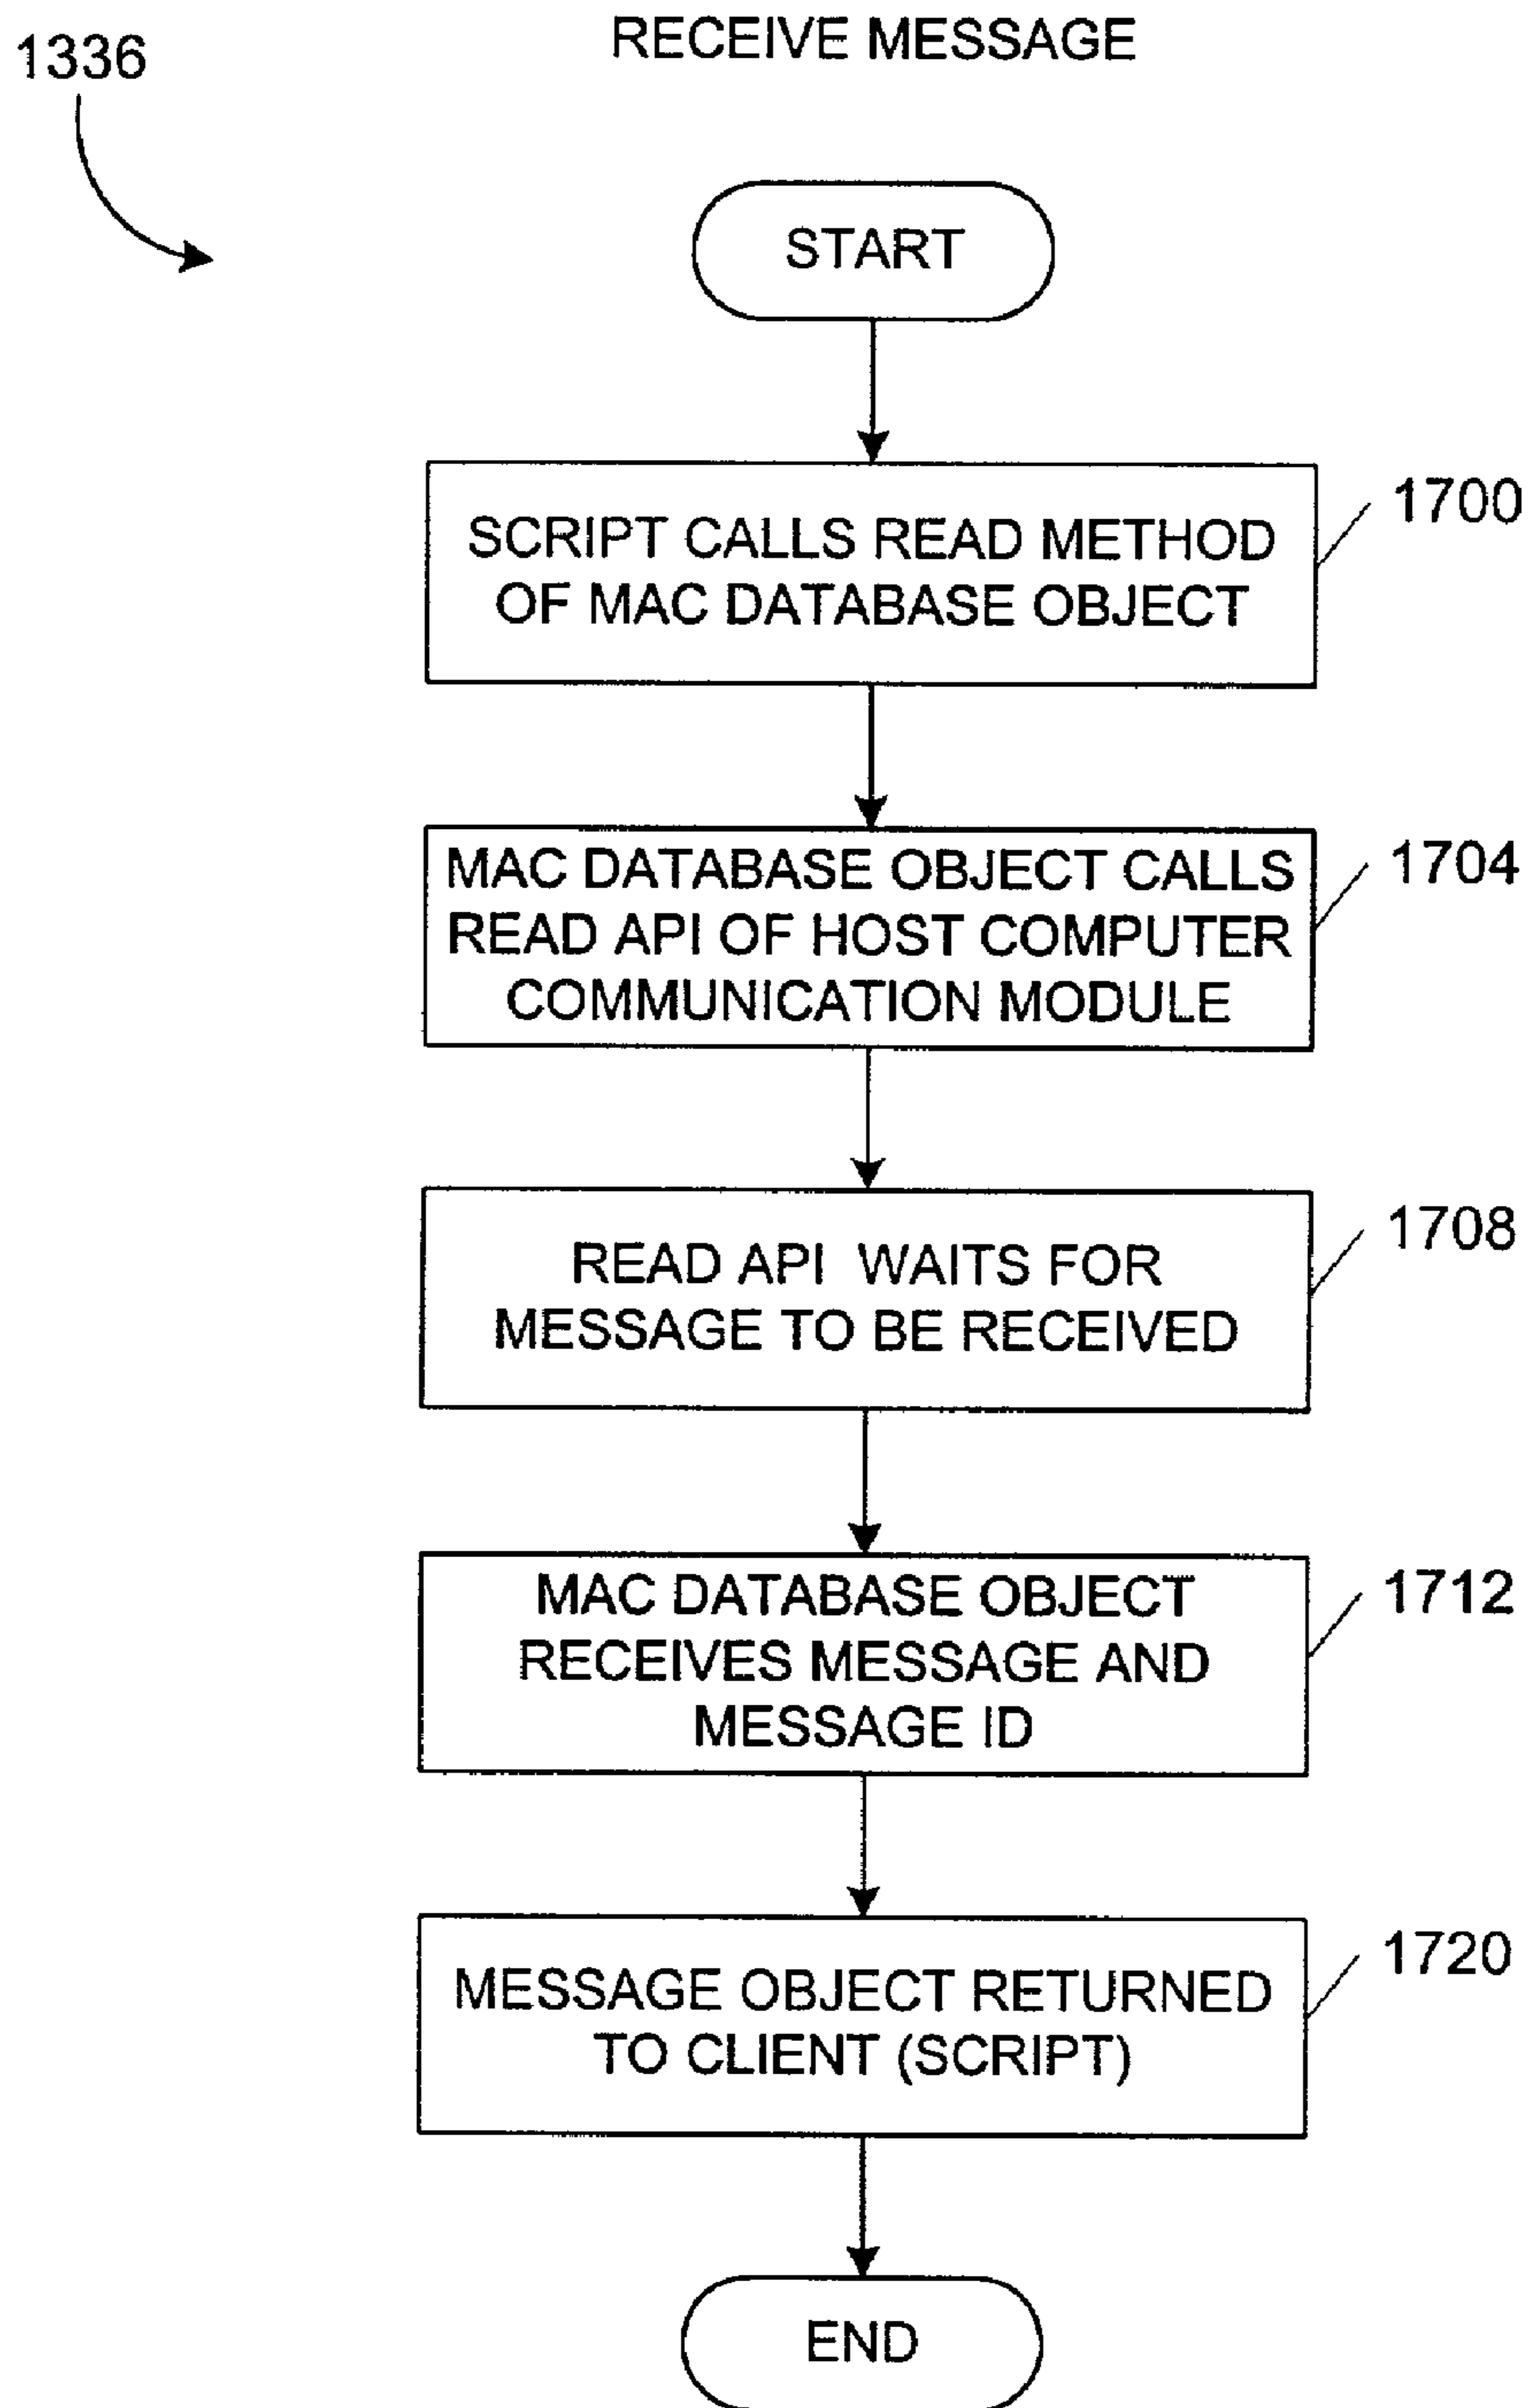 RECEIVE MESSAGE
1336
START
SCRIPT CALLS READ METHOD
OF MAC DATABASE OBJECT
1700
MAC DATABASE OBJECT CALLS
READ API OF HOST COMPUTER
COMMUNICATION MODULE
1704
READ API WAITS FOR
MESSAGE TO BE RECEIVED
1708
MAC DATABASE OBJECT
RECEIVES MESSAGE AND
MESSAGE ID
1712
MESSAGE OBJECT RETURNED
TO CLIENT (SCRIPT)
1720
END